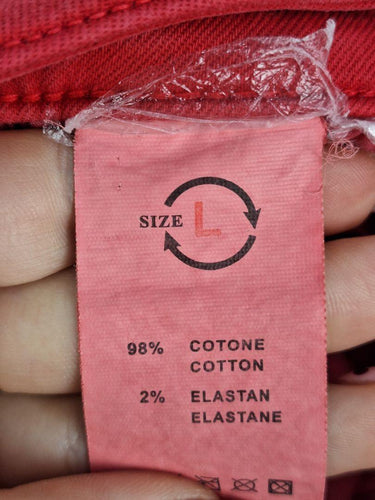 SIZE L
98% COTONE
COTTON
2% ELASTAN
ELASTANE